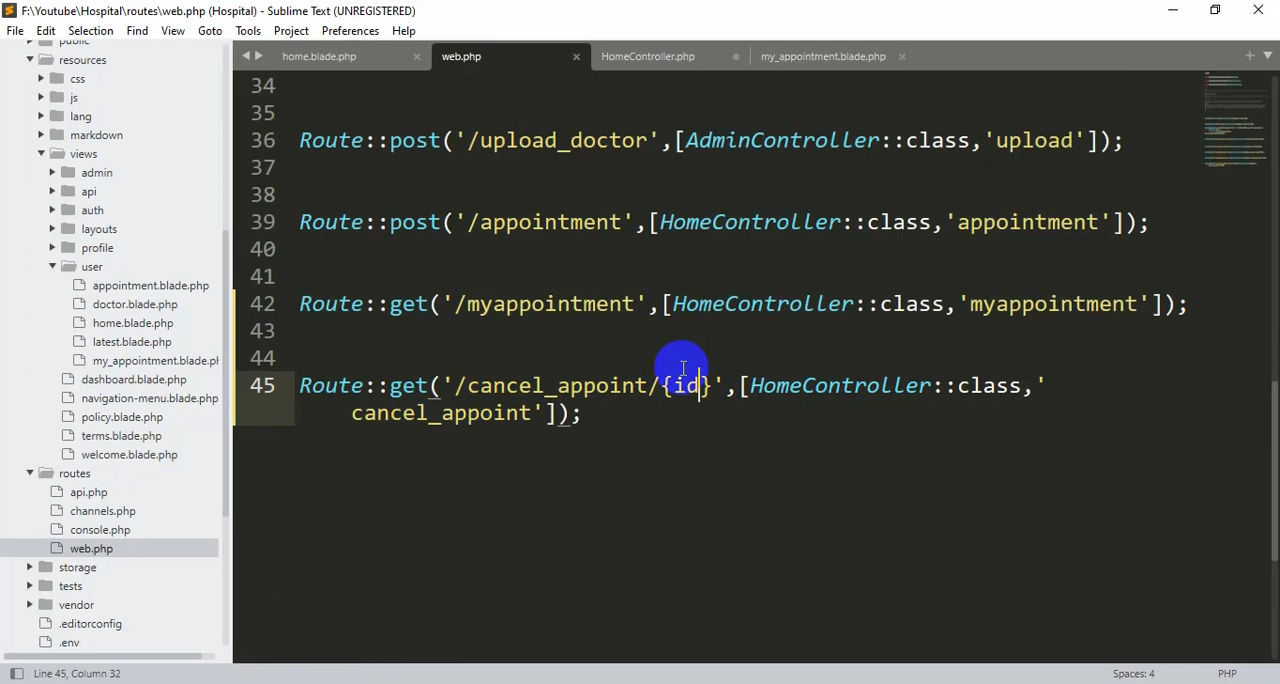 F:\Youtube\Hospital\routes\web.php (Hospital) - Sublime Text (UNREGISTERED)
File Edit Selection Find View Goto Tools Project Preferences Help
home.blade.php × web.php × HomeController.php my_appointment.blade.php ×
public
resources
css
js
lang
markdown
views
admin
api
auth
layouts
profile
user
appointment.blade.php
doctor.blade.php
home.blade.php
latest.blade.php
my_appointment.blade.ph
dashboard.blade.php
navigation-menu.blade.php
policy.blade.php
terms.blade.php
welcome.blade.php
routes
api.php
channels.php
console.php
web.php
storage
tests
vendor
.editorconfig
.env
34
35
36 Route::post('/upload_doctor',[AdminController::class,'upload']);
37
38
39 Route::post('/appointment',[HomeController::class,'appointment']);
40
41
42 Route::get('/myappointment',[HomeController::class,'myappointment']);
43
44
45 Route::get('/cancel_appoint/{id}',[HomeController::class,'
cancel_appoint']);
Line 45, Column 32 Spaces: 4 PHP